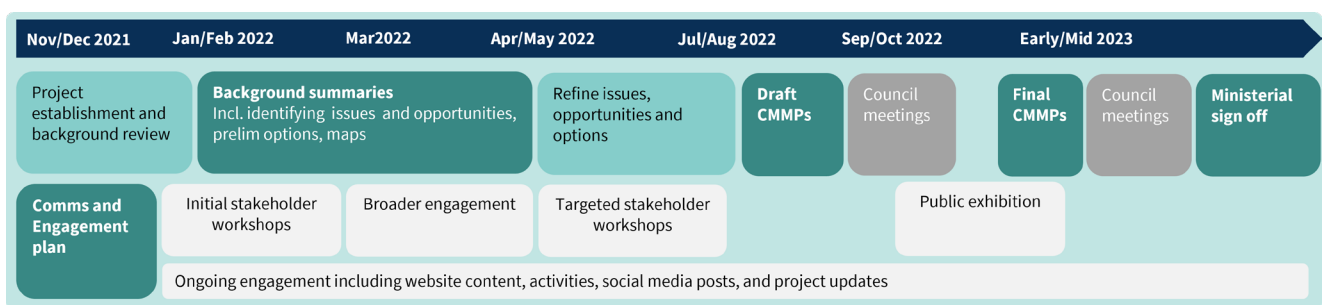 Nov/Dec 2021
Jan/Feb 2022
Mar2022
Apr/May 2022
Jul/Aug 2022
Sep/Oct 2022
Early/Mid 2023
Project
establishment and
background review
Background summaries
Incl. identifying issues and opportunities,
prelim options, maps
Refine issues,
opportunities and
options
Draft
CMMPs
Council
meetings
Final
CMMPs
Council
meetings
Ministerial
sign off
Comms and
Engagement
plan
Initial stakeholder
workshops
Broader engagement
Targeted stakeholder
workshops
Public exhibition
Ongoing engagement including website content, activities, social media posts, and project updates